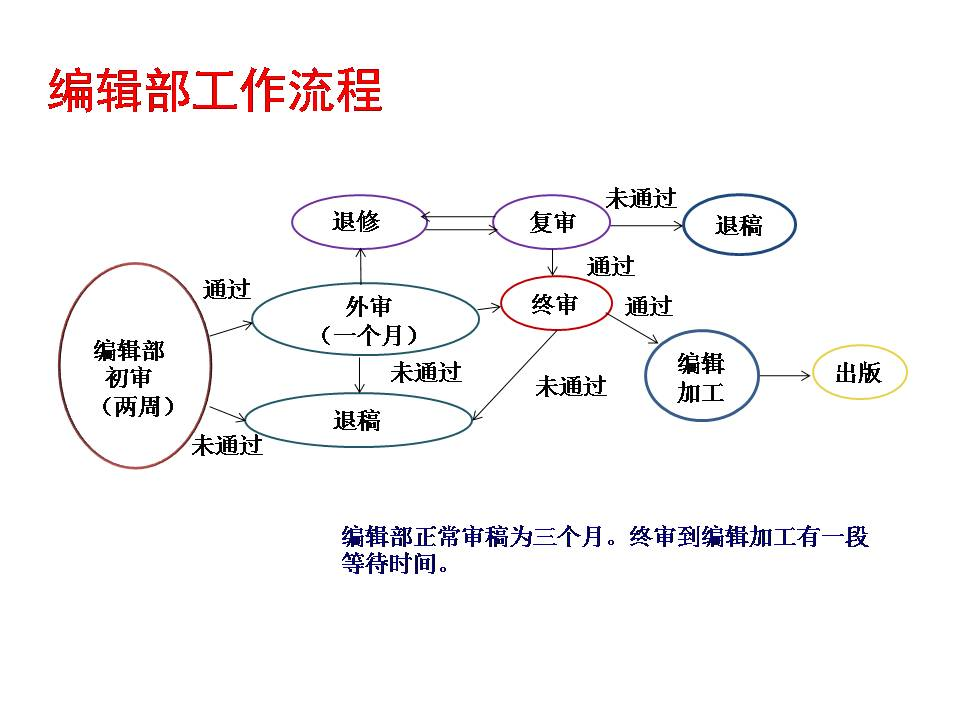 编辑部工作流程
未通过
退修
复审
退稿
通过
通过
外审
（一个月）
终审
通过
编辑部
初审
（两周）
未通过
未通过
编辑
加工
出版
退稿
未通过
编辑部正常审稿为三个月。终审到编辑加工有一段
等待时间。